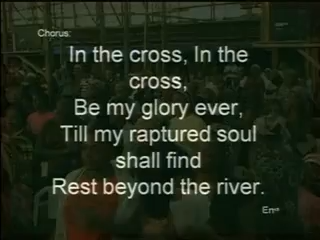 Chorus:
In the cross, In the
cross,
Be my glory ever,
Till my raptured soul
shall find
Rest beyond the river.